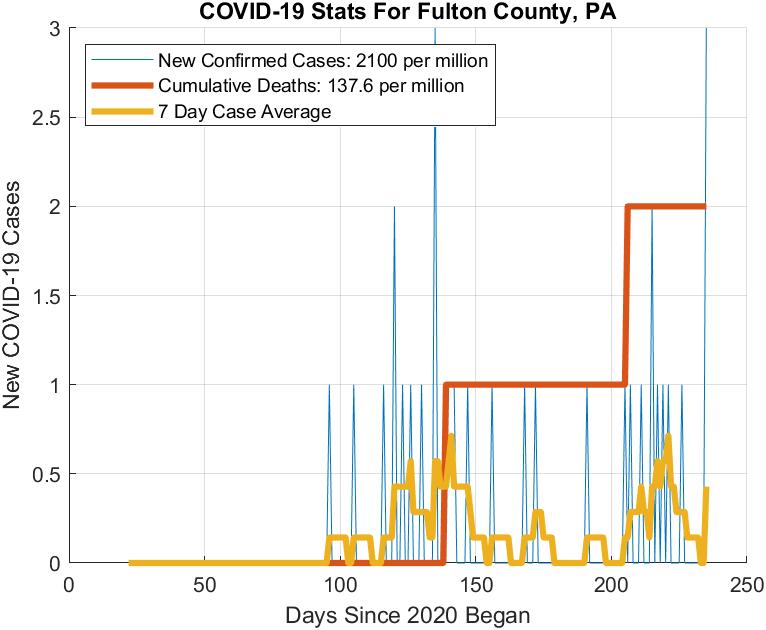 COVID-19 Stats For Fulton County, PA
New Confirmed Cases: 2100 per million
Cumulative Deaths: 137.6 per million
7 Day Case Average
New COVID-19 Cases
3
2.5
2
1.5
1
0.5
0
0 50 100 150 200 250
Days Since 2020 Began